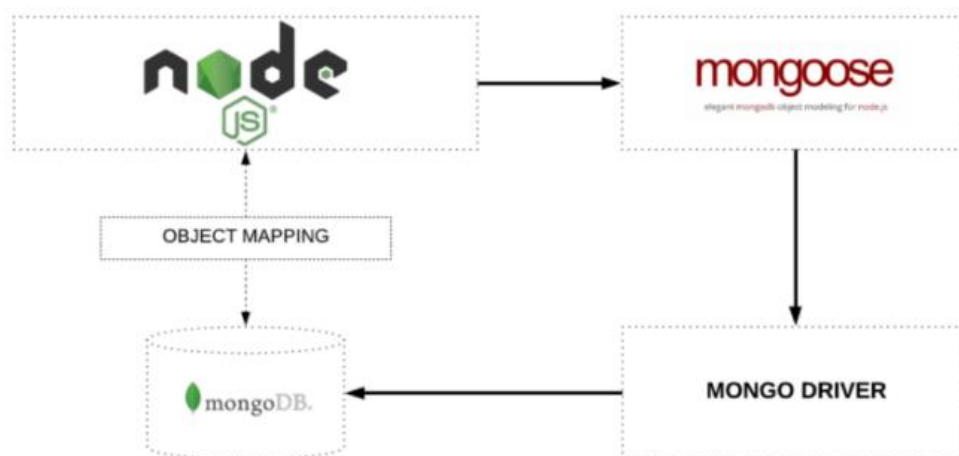 node
JS®
mongoose
elegant mongodb object modeling for node.js
OBJECT MAPPING
mongoDB.
MONGO DRIVER